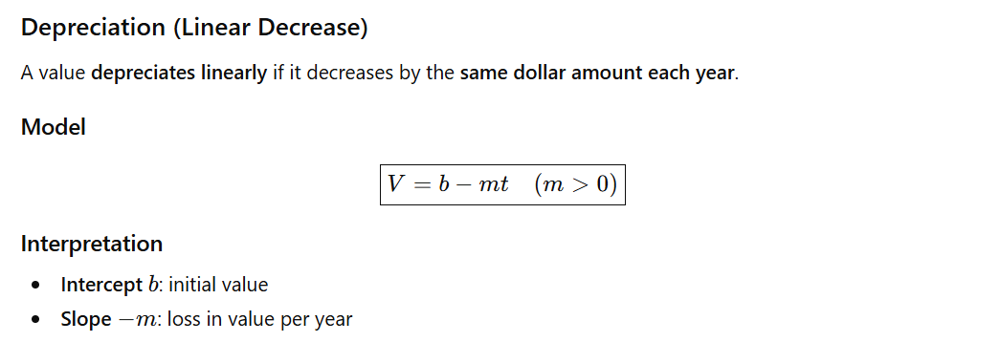 Depreciation (Linear Decrease)
A value depreciates linearly if it decreases by the same dollar amount each year.
Model
V = b − mt (m > 0)
Interpretation
• Intercept b: initial value
• Slope −m: loss in value per year